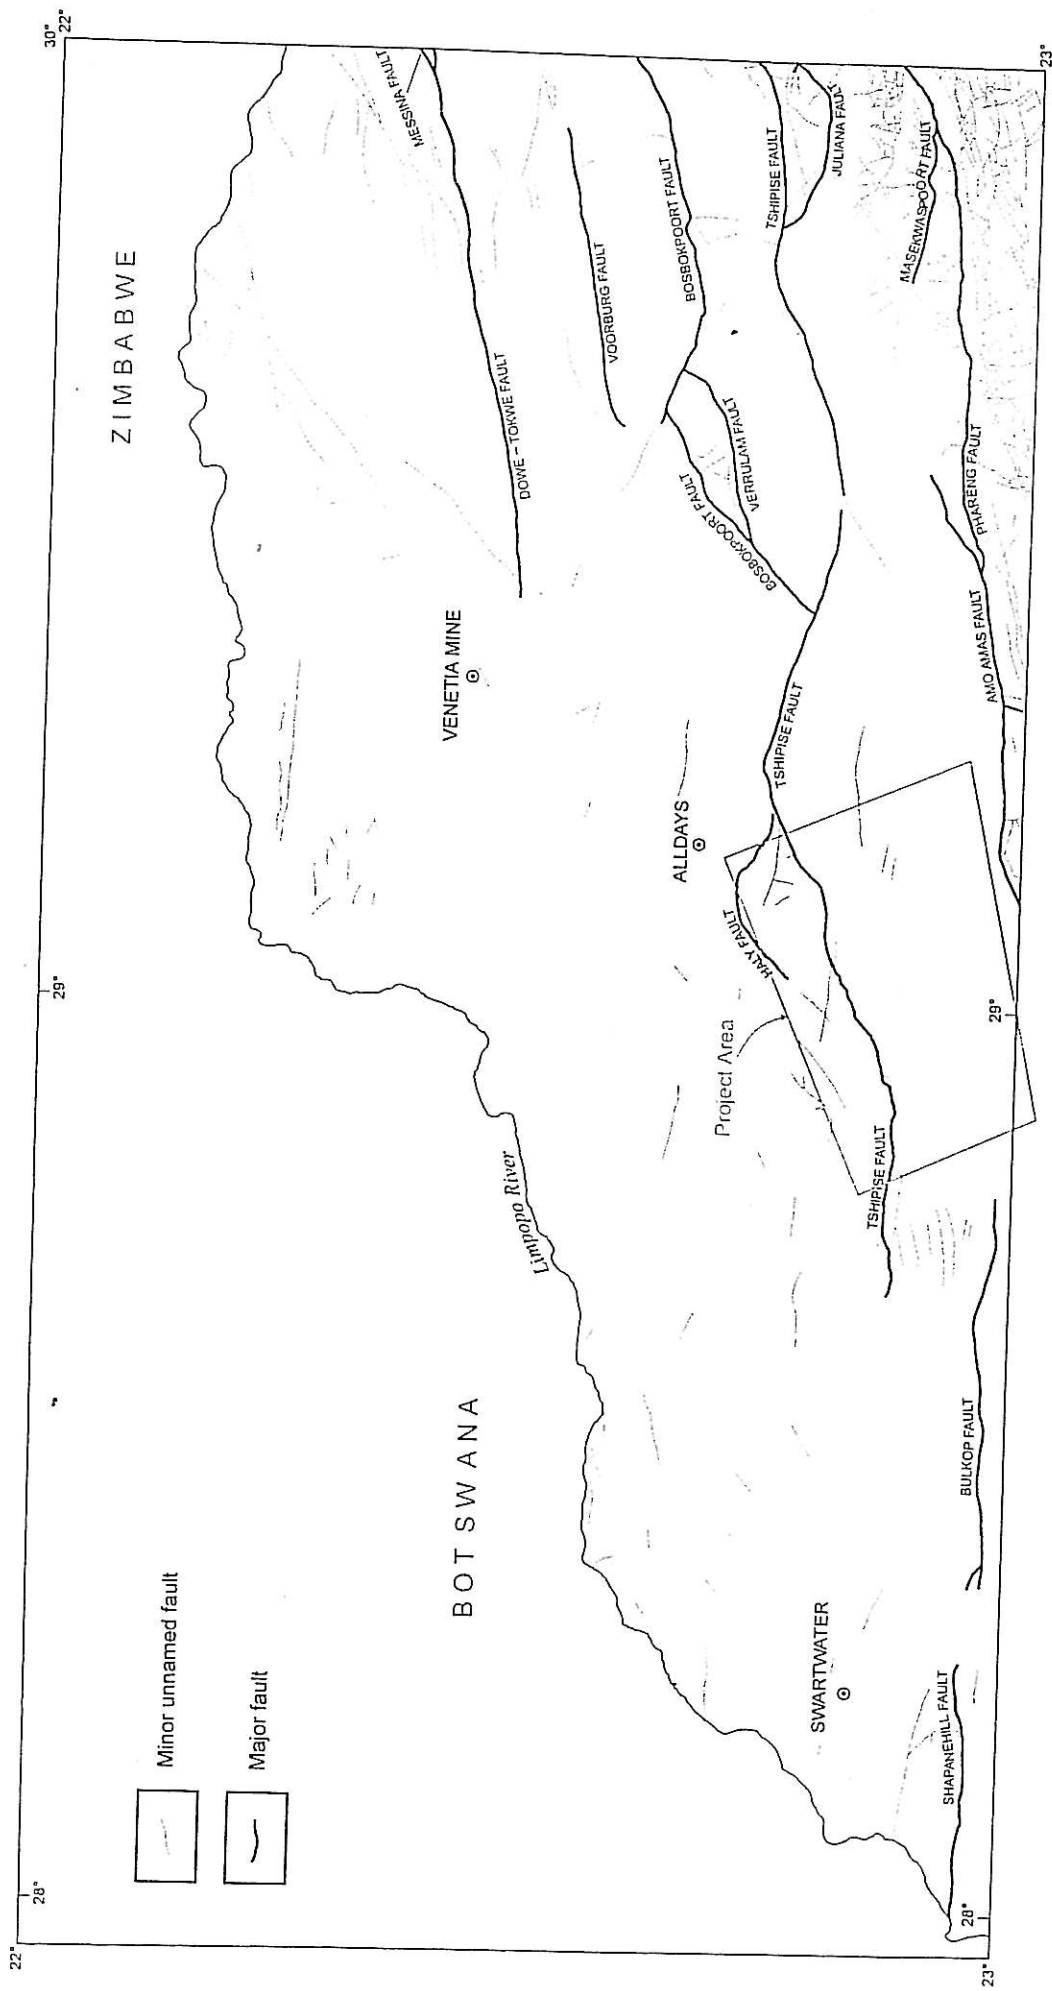 22°
28°
29°
30°
22°
ZIMBABWE
BOTSWANA
Limpopo River
MESSINA FAULT
DOWE – TOKWE FAULT
VENETIA MINE
VOORBURG FAULT
BOSBOKPOORT FAULT
BOSBOKPOORT FAULT
VERRULAM FAULT
TSHIPISE FAULT
JULIANA FAULT
ALLDAYS
TSHIPISE FAULT
HALY FAULT
Project Area
TSHIPISE FAULT
MASEKWASPOORT FAULT
PHARENG FAULT
AMO AMAS FAULT
BULKOP FAULT
SWARTWATER
SHAPANEHILL FAULT
Minor unnamed fault
Major fault
23°
28°
29°
23°